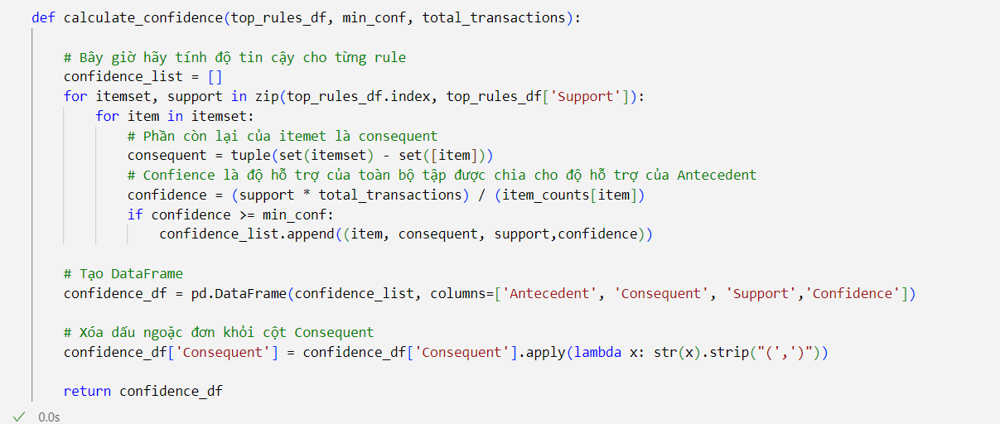 def calculate_confidence(top_rules_df, min_conf, total_transactions):
# Bây giờ hãy tính độ tin cậy cho từng rule
confidence_list = []
for itemset, support in zip(top_rules_df.index, top_rules_df['Support']):
for item in itemset:
# Phần còn lại của itemet là consequent
consequent = tuple(set(itemset) - set([item]))
# Confience là độ hỗ trợ của toàn bộ tập được chia cho độ hỗ trợ của Antecedent
confidence = (support * total_transactions) / (item_counts[item])
if confidence >= min_conf:
confidence_list.append((item, consequent, support,confidence))
# Tạo DataFrame
confidence_df = pd.DataFrame(confidence_list, columns=['Antecedent', 'Consequent', 'Support','Confidence'])
# Xóa dấu ngoặc đơn khỏi cột Consequent
confidence_df['Consequent'] = confidence_df['Consequent'].apply(lambda x: str(x).strip("(',')"))
return confidence_df
0.0s